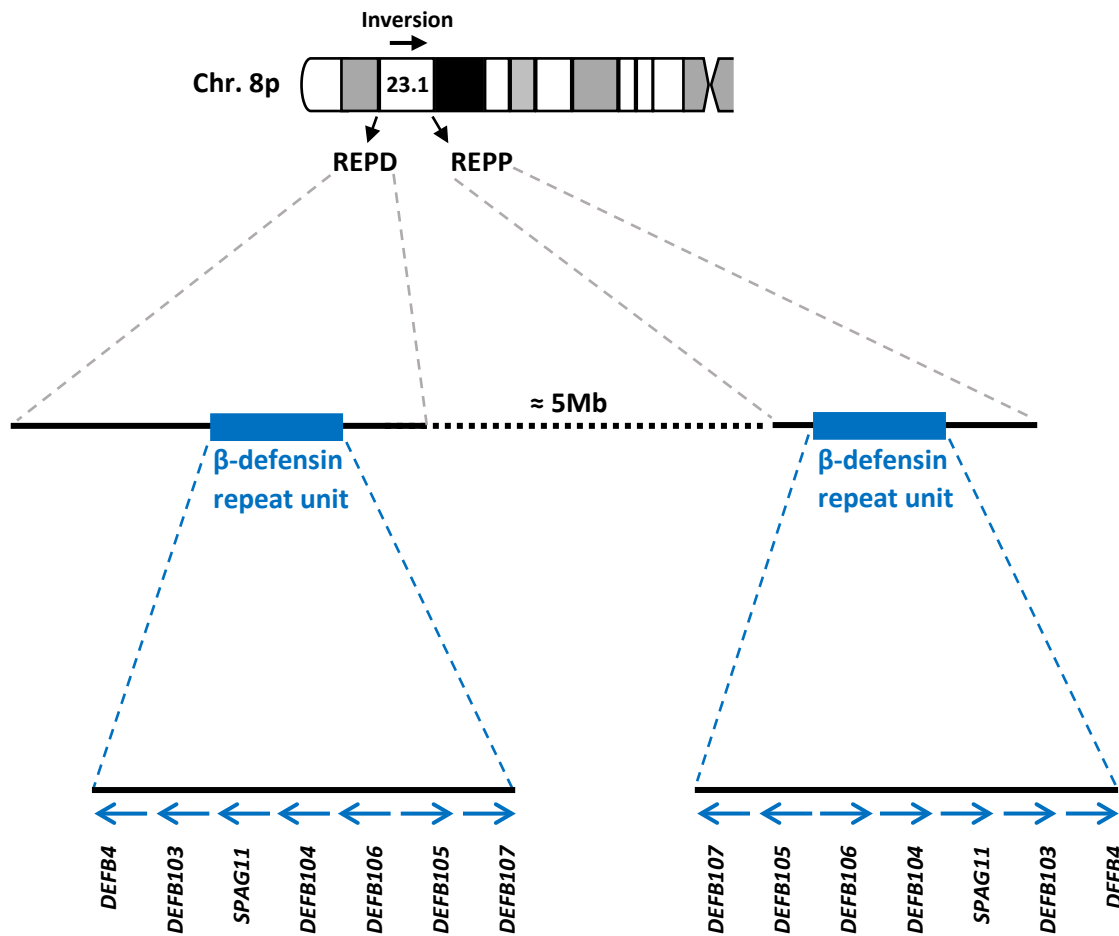 Inversion
Chr. 8p
23.1
REPD
REPP
≈ 5Mb
β-defensin
repeat unit
β-defensin
repeat unit
DEFB4
DEFB103
SPAG11
DEFB104
DEFB106
DEFB105
DEFB107
DEFB107
DEFB105
DEFB106
DEFB104
SPAG11
DEFB103
DEFB4